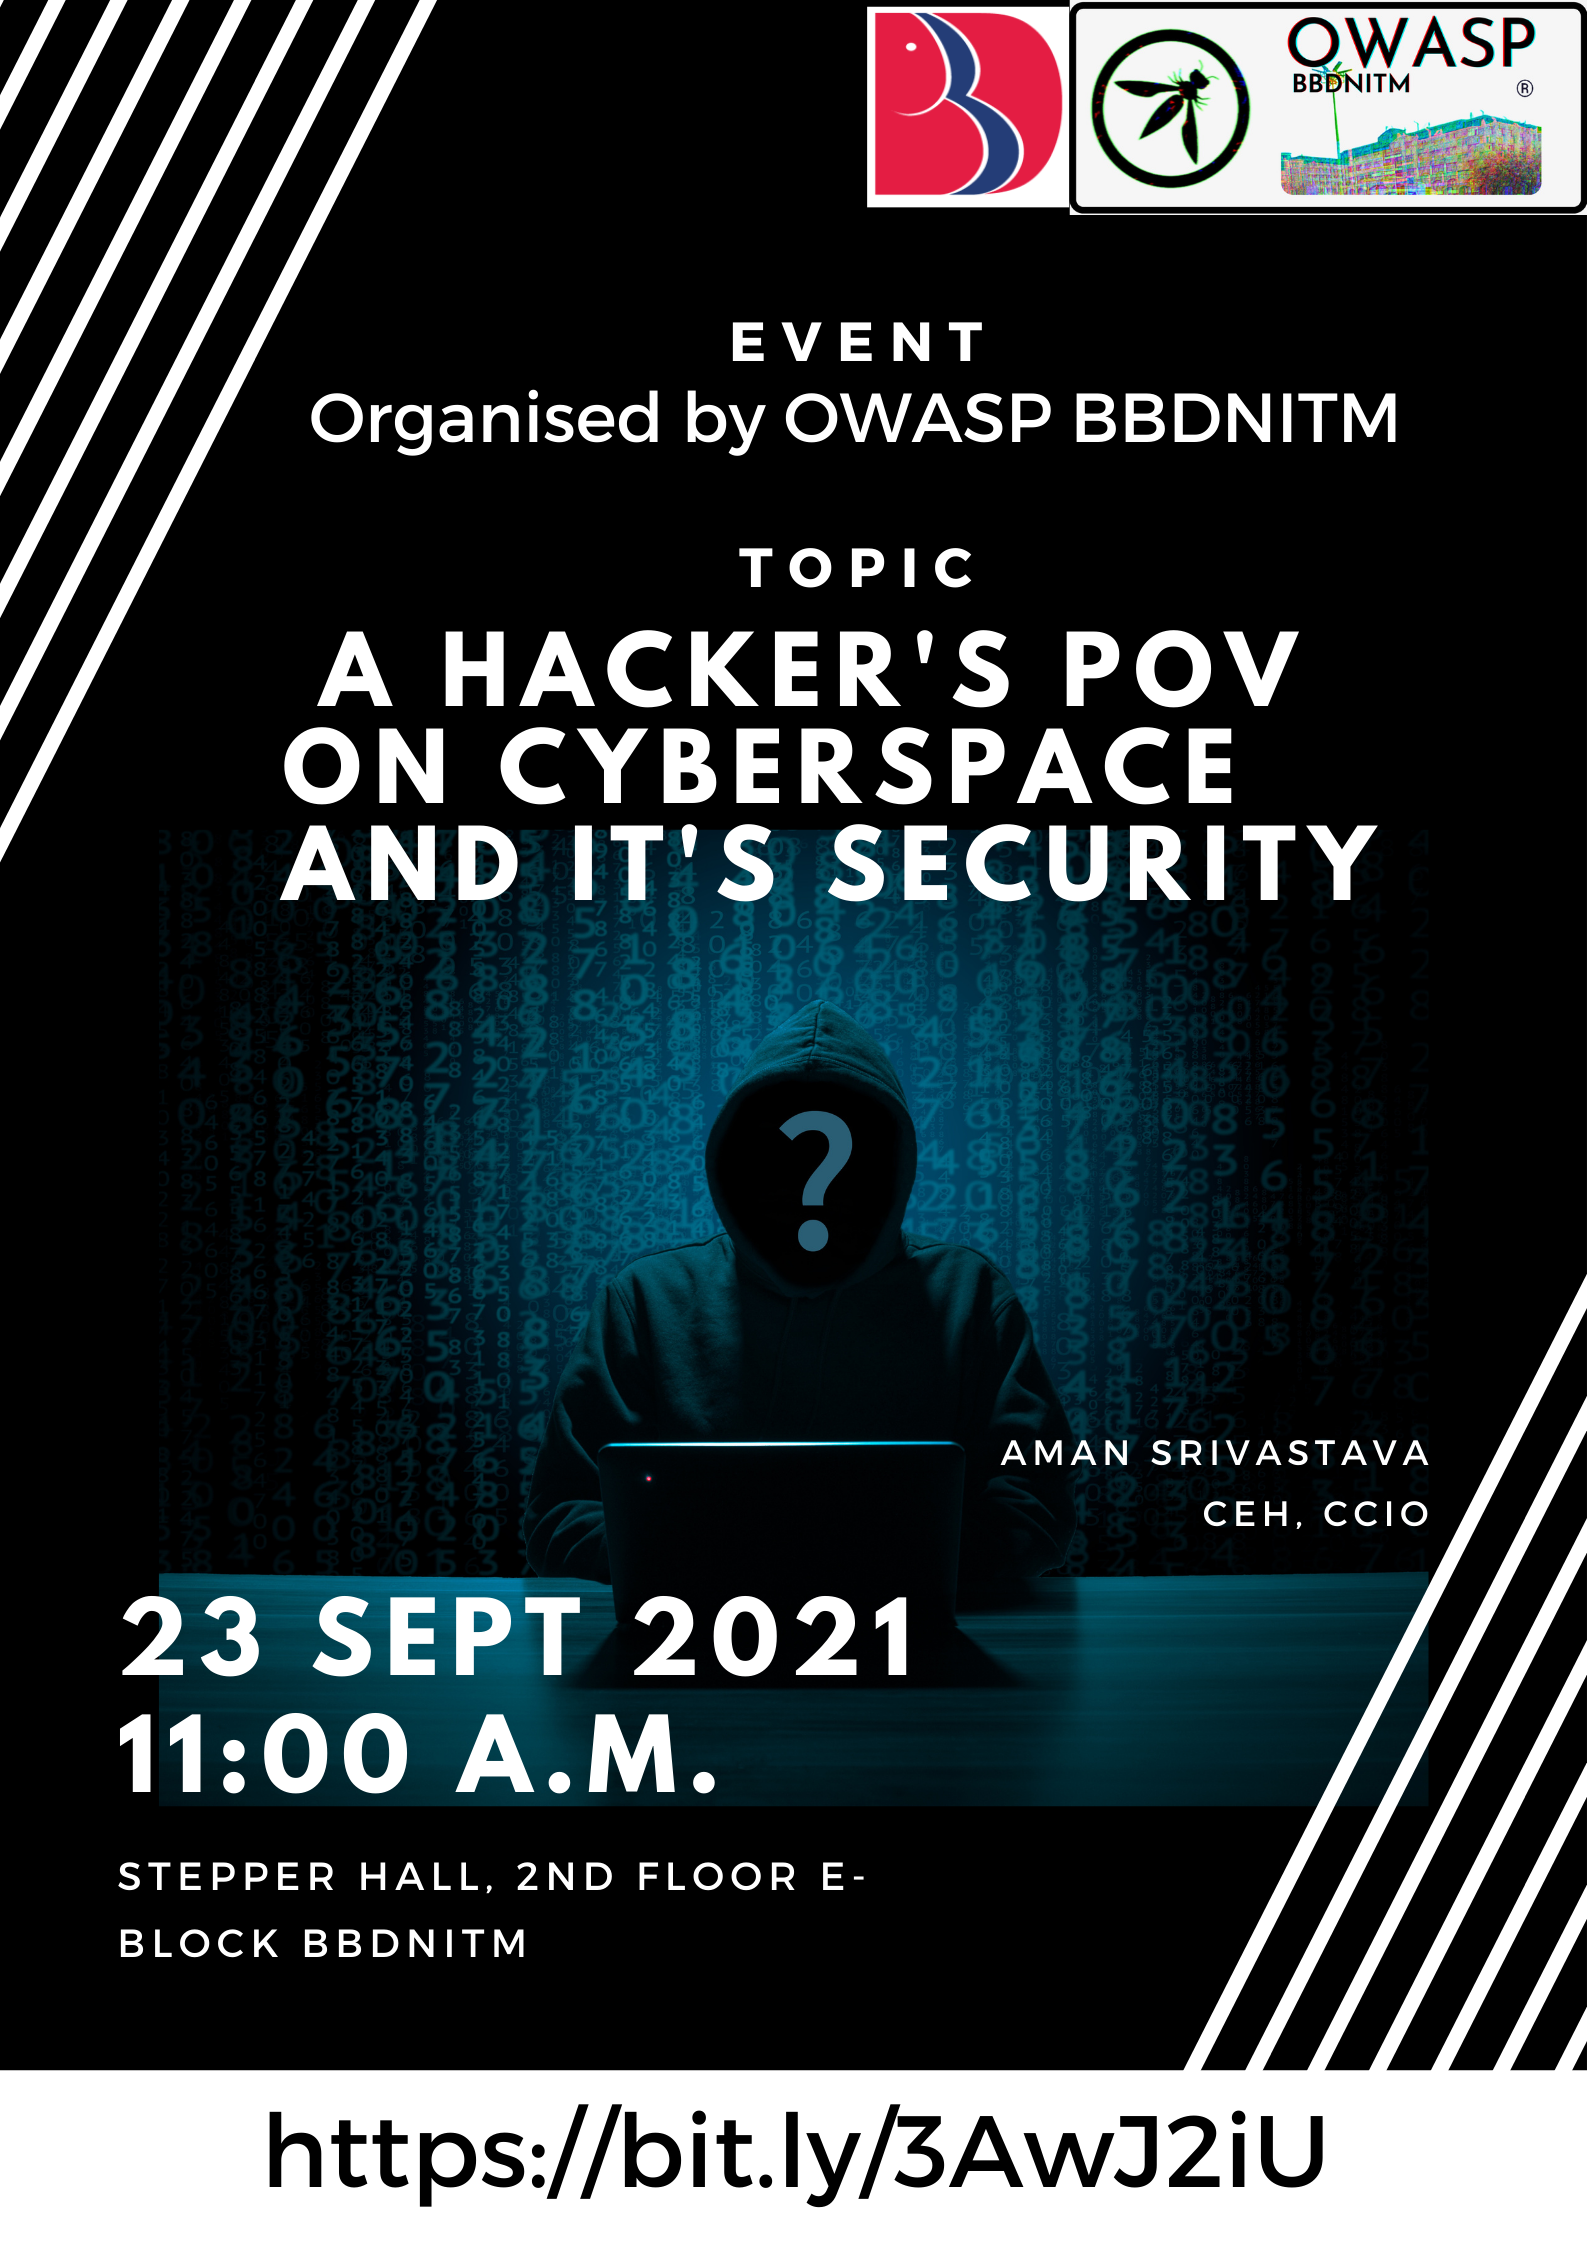 OWASP
BBDNITM
®
EVENT
Organised by OWASP BBDNITM
TOPIC
A HACKER'S POV
ON CYBERSPACE
AND IT'S SECURITY
?
AMAN SRIVASTAVA
CEH, CCIO
23 SEPT 2021
11:00 A.M.
STEPPER HALL, 2ND FLOOR E-
BLOCK BBDNITM
https://bit.ly/3AwJ2iU